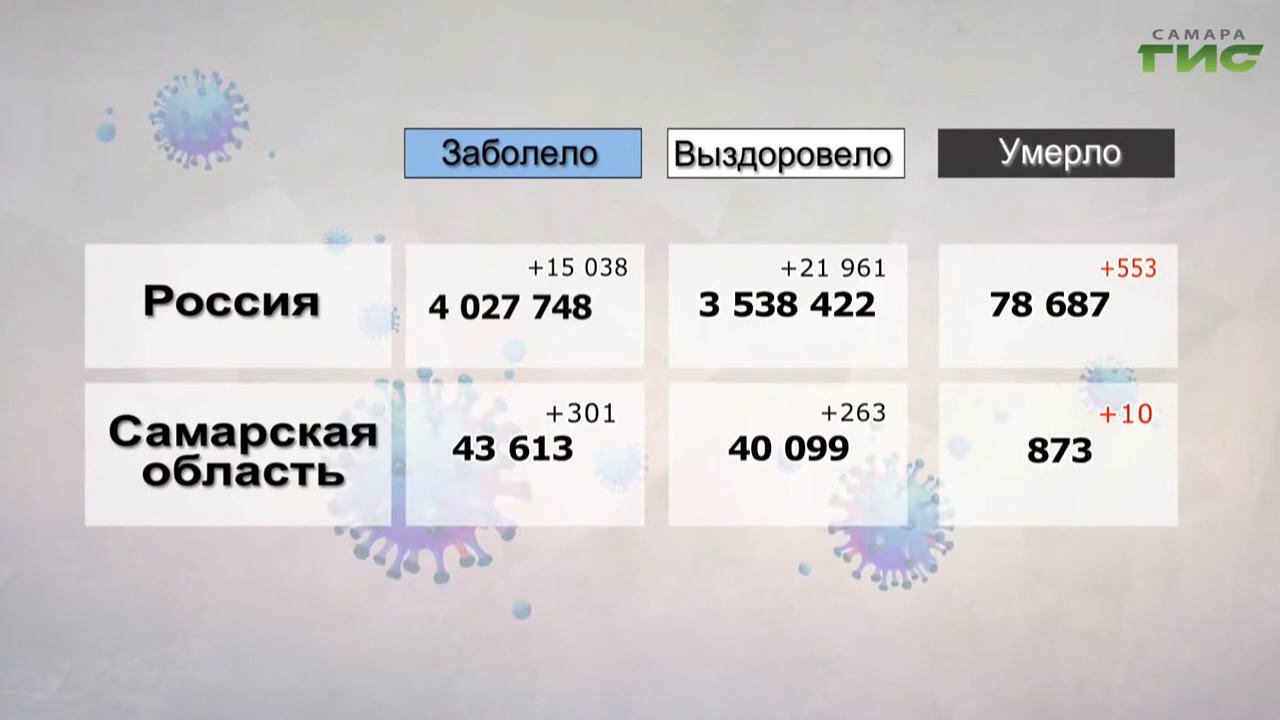 САМАРА
ГИС
Заболело Выздоровело Умерло
+15 038 +21 961 +553
Россия 4 027 748 3 538 422 78 687
+301 +263 +10
Самарская
43 613 40 099 873
область